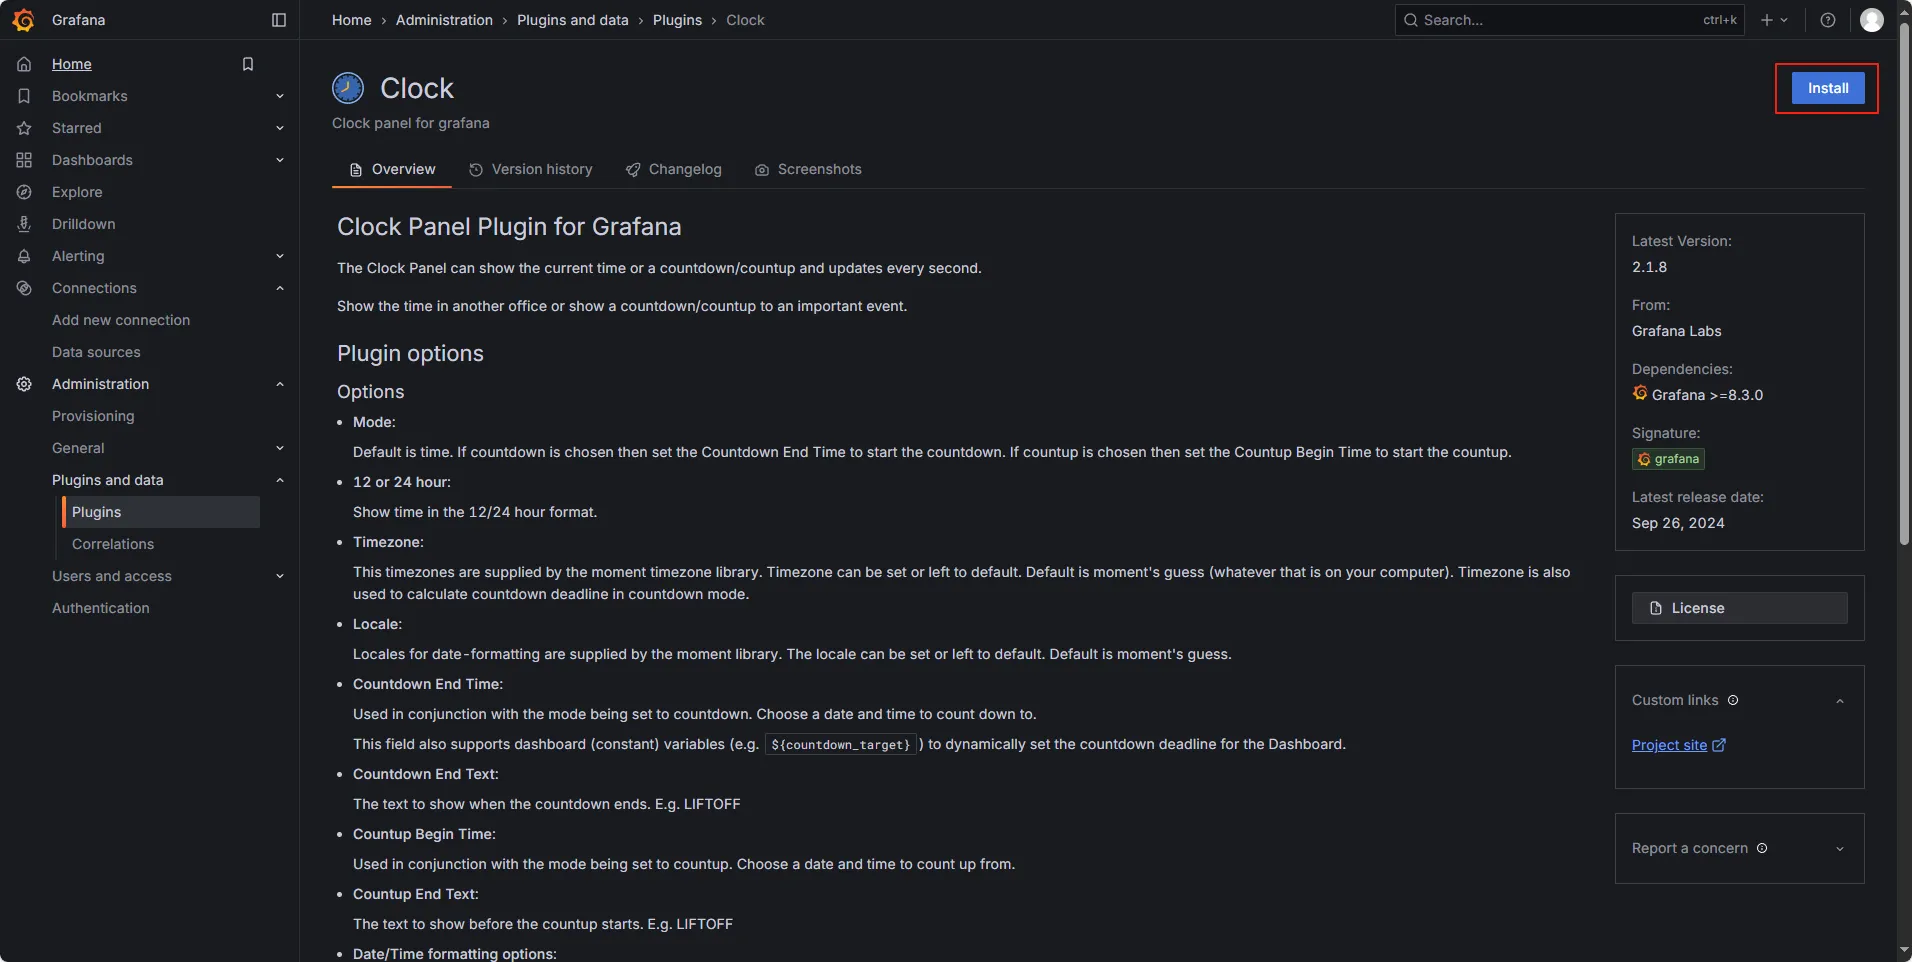 Grafana
Home › Administration › Plugins and data › Plugins › Clock
Search...
ctrl+k
Home
Bookmarks
Starred
Dashboards
Explore
Drilldown
Alerting
Connections
Add new connection
Data sources
Administration
Provisioning
General
Plugins and data
Plugins
Correlations
Users and access
Authentication
Clock
Install
Clock panel for grafana
Overview
Version history
Changelog
Screenshots
Clock Panel Plugin for Grafana
The Clock Panel can show the current time or a countdown/countup and updates every second.
Show the time in another office or show a countdown/countup to an important event.
Plugin options
Options
• Mode:
Default is time. If countdown is chosen then set the Countdown End Time to start the countdown. If countup is chosen then set the Countup Begin Time to start the countup.
• 12 or 24 hour:
Show time in the 12/24 hour format.
• Timezone:
This timezones are supplied by the moment timezone library. Timezone can be set or left to default. Default is moment's guess (whatever that is on your computer). Timezone is also
used to calculate countdown deadline in countdown mode.
• Locale:
Locales for date-formatting are supplied by the moment library. The locale can be set or left to default. Default is moment's guess.
• Countdown End Time:
Used in conjunction with the mode being set to countdown. Choose a date and time to count down to.
This field also supports dashboard (constant) variables (e.g. ${countdown_target} ) to dynamically set the countdown deadline for the Dashboard.
• Countdown End Text:
The text to show when the countdown ends. E.g. LIFTOFF
• Countup Begin Time:
Used in conjunction with the mode being set to countup. Choose a date and time to count up from.
• Countup End Text:
The text to show before the countup starts. E.g. LIFTOFF
• Date/Time formatting options:
Latest Version:
2.1.8
From:
Grafana Labs
Dependencies:
Grafana >=8.3.0
Signature:
grafana
Latest release date:
Sep 26, 2024
License
Custom links
Project site
Report a concern